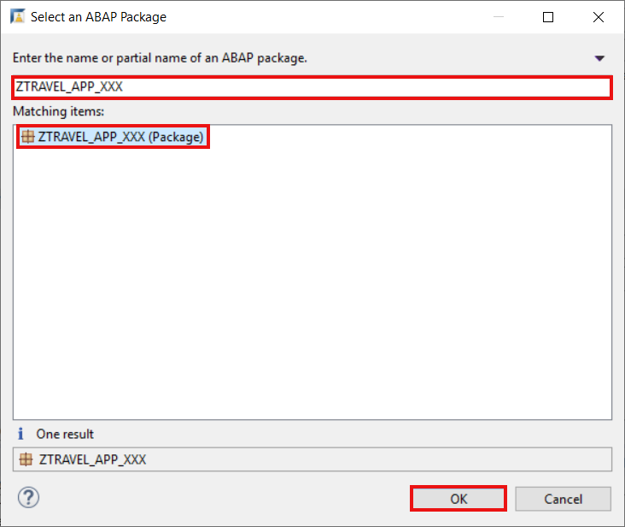 Select an ABAP Package
Enter the name or partial name of an ABAP package.
ZTRAVEL_APP_XXX
Matching items:
ZTRAVEL_APP_XXX (Package)
i One result
ZTRAVEL_APP_XXX
? OK Cancel